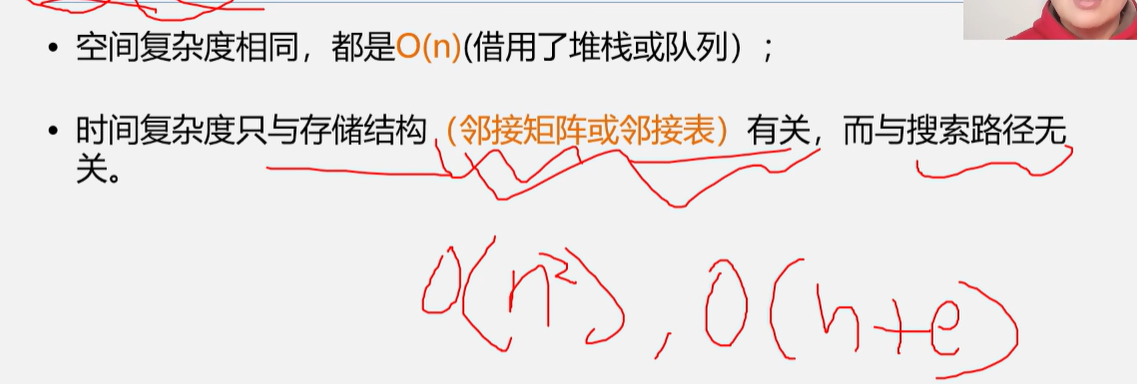 • 空间复杂度相同，都是O(n)(借用了堆栈或队列）；
• 时间复杂度只与存储结构（邻接矩阵或邻接表）有关，而与搜索路径无
关。
O(n²), O(n+e)